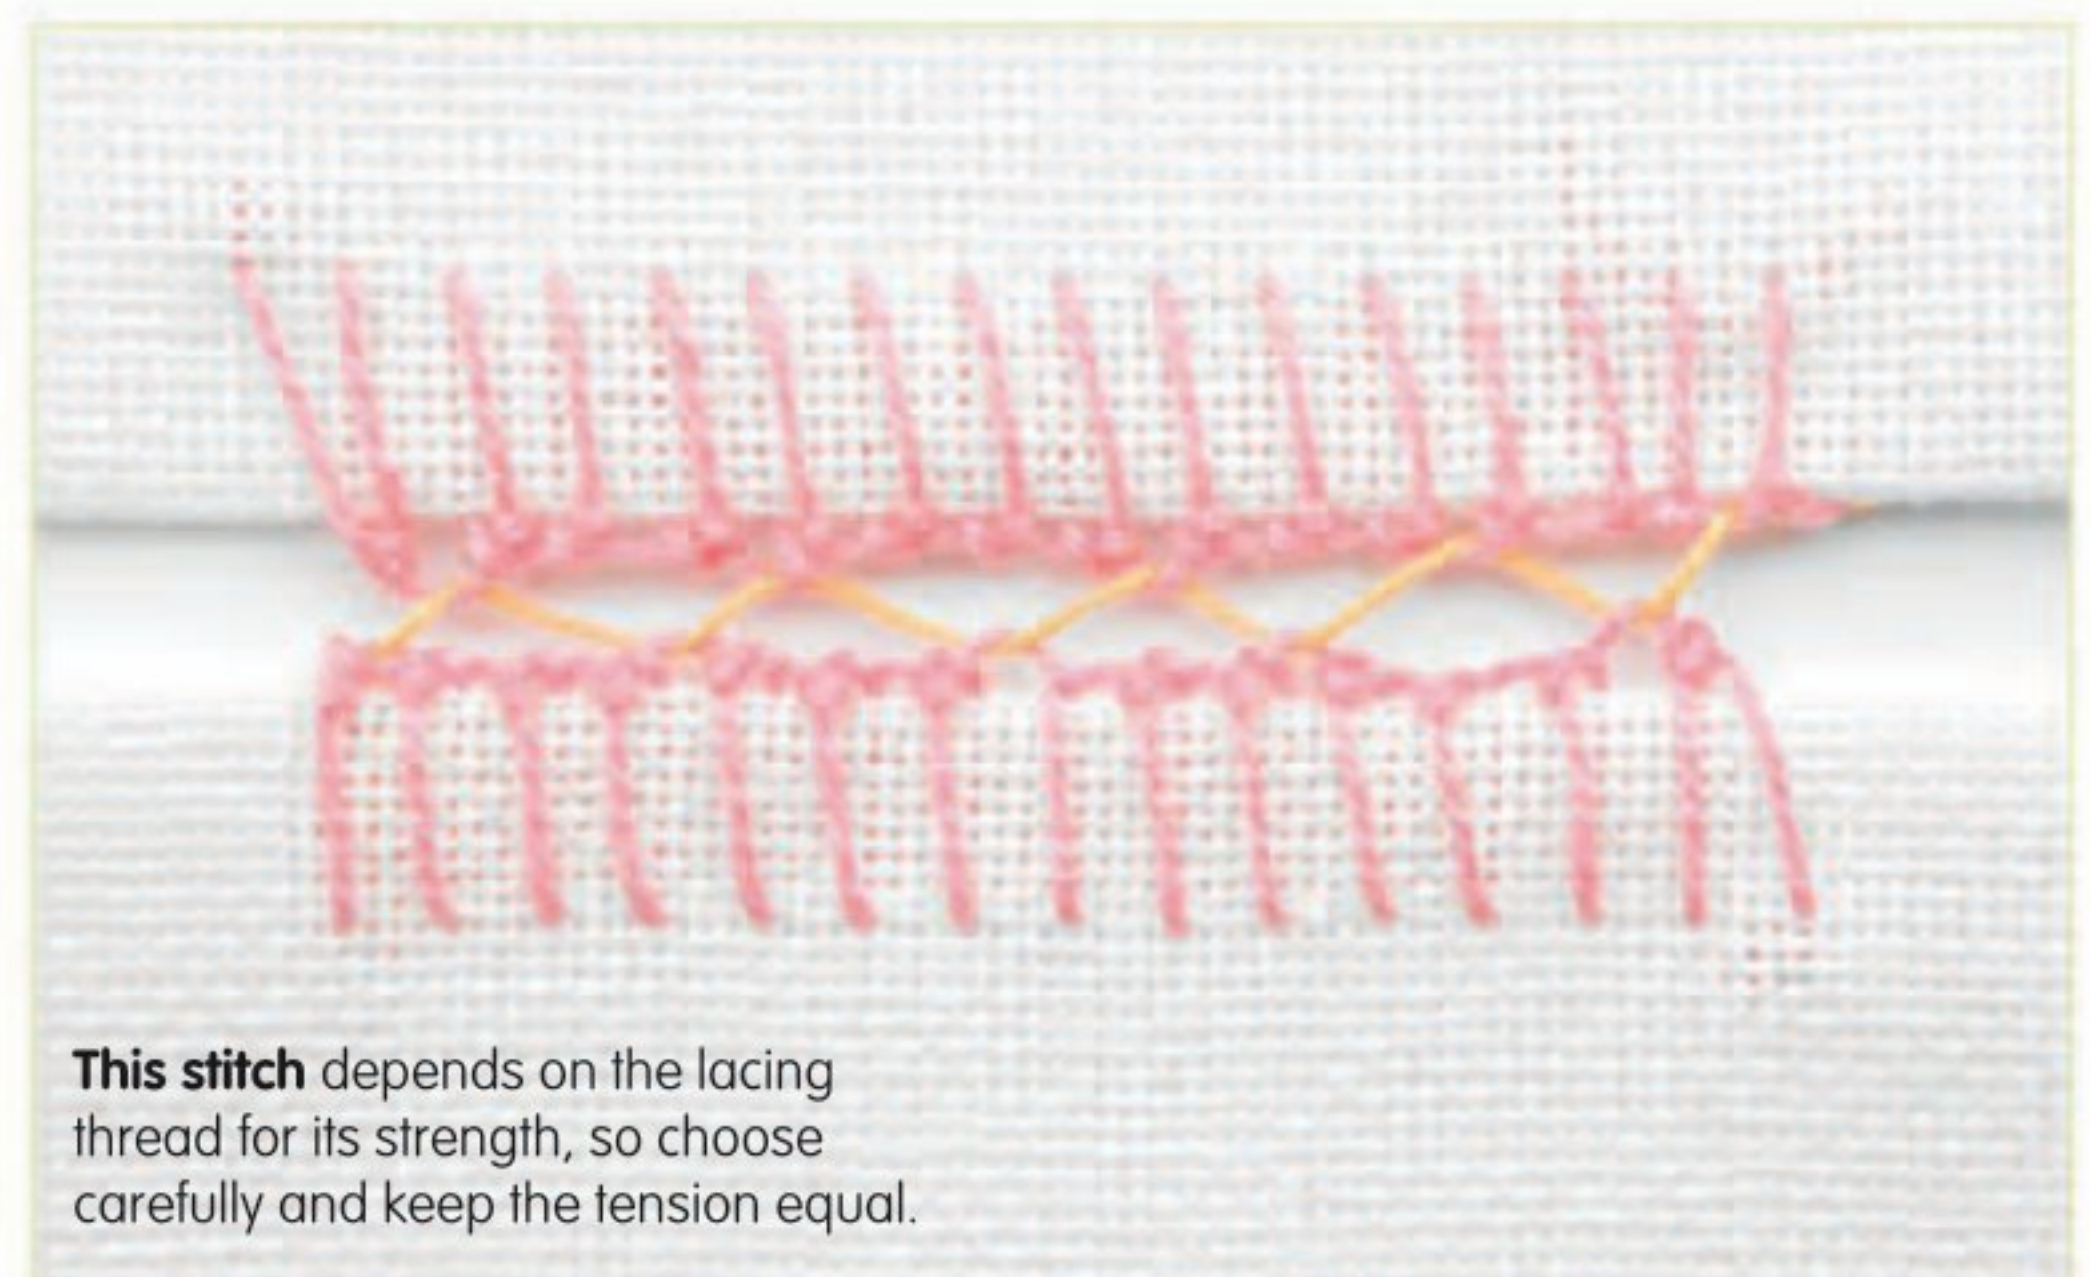 This stitch depends on the lacing
thread for its strength, so choose
carefully and keep the tension equal.